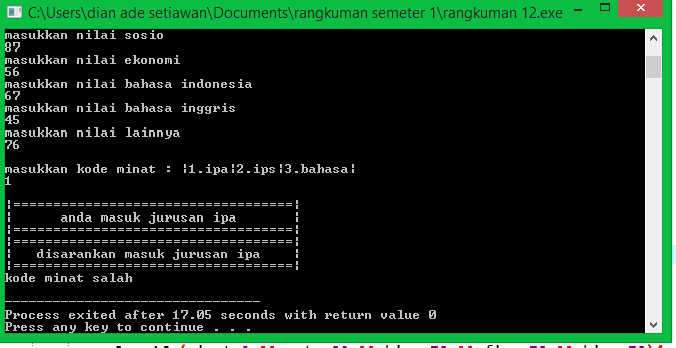 C:\Users\dian ade setiawan\Documents\rangkuman semeter 1\rangkuman 12.exe
masukkan nilai sosio
87
masukkan nilai ekonomi
56
masukkan nilai bahasa indonesia
67
masukkan nilai bahasa inggris
45
masukkan nilai lainnya
76
masukkan kode minat : ¦1.ipa¦2.ips¦3.bahasa¦
1
¦===================================¦
¦ anda masuk jurusan ipa ¦
¦===================================¦
¦===================================¦
¦ disarankan masuk jurusan ipa ¦
¦===================================¦
kode minat salah
--------------------------------
Process exited after 17.05 seconds with return value 0
Press any key to continue . . .